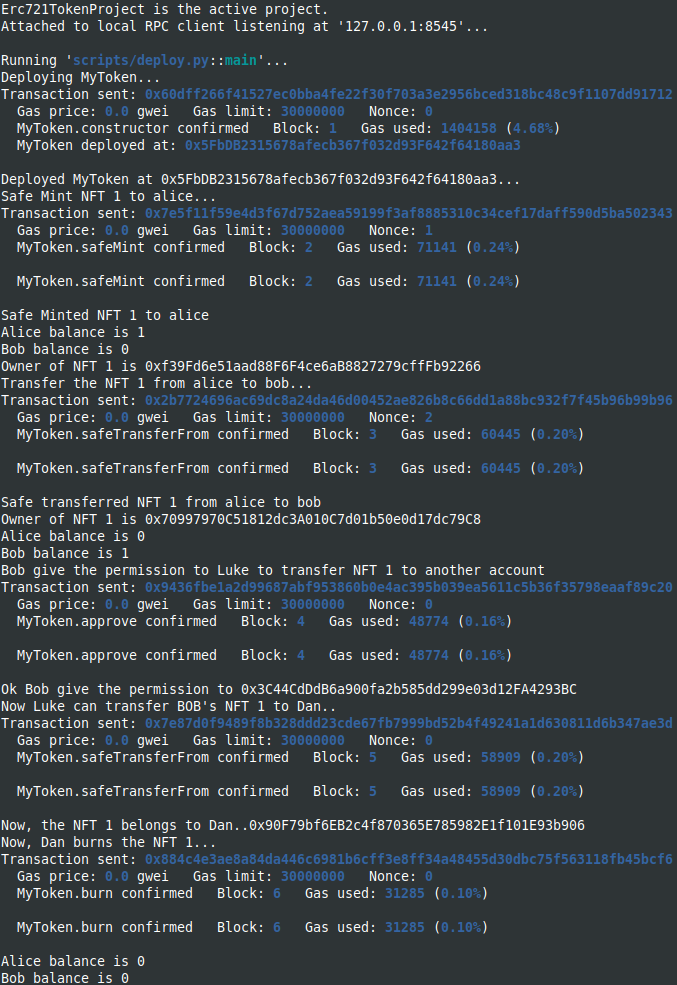 Erc721TokenProject is the active project.
Attached to local RPC client listening at '127.0.0.1:8545'...
Running 'scripts/deploy.py::main'...
Deploying MyToken...
Transaction sent: 0x60dff266f41527ec0bba4fe22f30f703a3e2956bced318bc48c9f1107dd91712
Gas price: 0.0 gwei   Gas limit: 30000000   Nonce: 0
MyToken.constructor confirmed   Block: 1   Gas used: 1404158 (4.68%)
MyToken deployed at: 0x5FbDB2315678afecb367f032d93F642f64180aa3
Deployed MyToken at 0x5FbDB2315678afecb367f032d93F642f64180aa3...
Safe Mint NFT 1 to alice...
Transaction sent: 0x7e5f11f59e4d3f67d752aea59199f3af8885310c34cef17daff590d5ba502343
Gas price: 0.0 gwei   Gas limit: 30000000   Nonce: 1
MyToken.safeMint confirmed   Block: 2   Gas used: 71141 (0.24%)
MyToken.safeMint confirmed   Block: 2   Gas used: 71141 (0.24%)
Safe Minted NFT 1 to alice
Alice balance is 1
Bob balance is 0
Owner of NFT 1 is 0xf39Fd6e51aad88F6F4ce6aB8827279cffFb92266
Transfer the NFT 1 from alice to bob...
Transaction sent: 0x2b7724696ac69dc8a24da46d00452ae826b8c66dd1a88bc932f7f45b96b99b96
Gas price: 0.0 gwei   Gas limit: 30000000   Nonce: 2
MyToken.safeTransferFrom confirmed   Block: 3   Gas used: 60445 (0.20%)
MyToken.safeTransferFrom confirmed   Block: 3   Gas used: 60445 (0.20%)
Safe transferred NFT 1 from alice to bob
Owner of NFT 1 is 0x70997970C51812dc3A010C7d01b50e0d17dc79C8
Alice balance is 0
Bob balance is 1
Bob give the permission to Luke to transfer NFT 1 to another account
Transaction sent: 0x9436fbe1a2d99687abf953860b0e4ac395b039ea5611c5b36f35798eaaf89c20
Gas price: 0.0 gwei   Gas limit: 30000000   Nonce: 0
MyToken.approve confirmed   Block: 4   Gas used: 48774 (0.16%)
MyToken.approve confirmed   Block: 4   Gas used: 48774 (0.16%)
Ok Bob give the permission to 0x3C44CdDdB6a900fa2b585dd299e03d12FA4293BC
Now Luke can transfer BOB's NFT 1 to Dan..
Transaction sent: 0x7e87d0f9489f8b328ddd23cde67fb7999bd52b4f49241a1d630811d6b347ae3d
Gas price: 0.0 gwei   Gas limit: 30000000   Nonce: 0
MyToken.safeTransferFrom confirmed   Block: 5   Gas used: 58909 (0.20%)
MyToken.safeTransferFrom confirmed   Block: 5   Gas used: 58909 (0.20%)
Now, the NFT 1 belongs to Dan..0x90F79bf6EB2c4f870365E785982E1f101E93b906
Now, Dan burns the NFT 1...
Transaction sent: 0x884c4e3ae8a84da446c6981b6cff3e8ff34a48455d30dbc75f563118fb45bcf6
Gas price: 0.0 gwei   Gas limit: 30000000   Nonce: 0
MyToken.burn confirmed   Block: 6   Gas used: 31285 (0.10%)
MyToken.burn confirmed   Block: 6   Gas used: 31285 (0.10%)
Alice balance is 0
Bob balance is 0